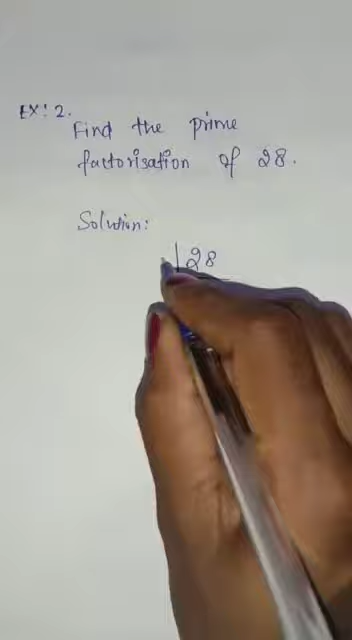 EX: 2.
Find the prime
factorisation of 28.
Solution:
28